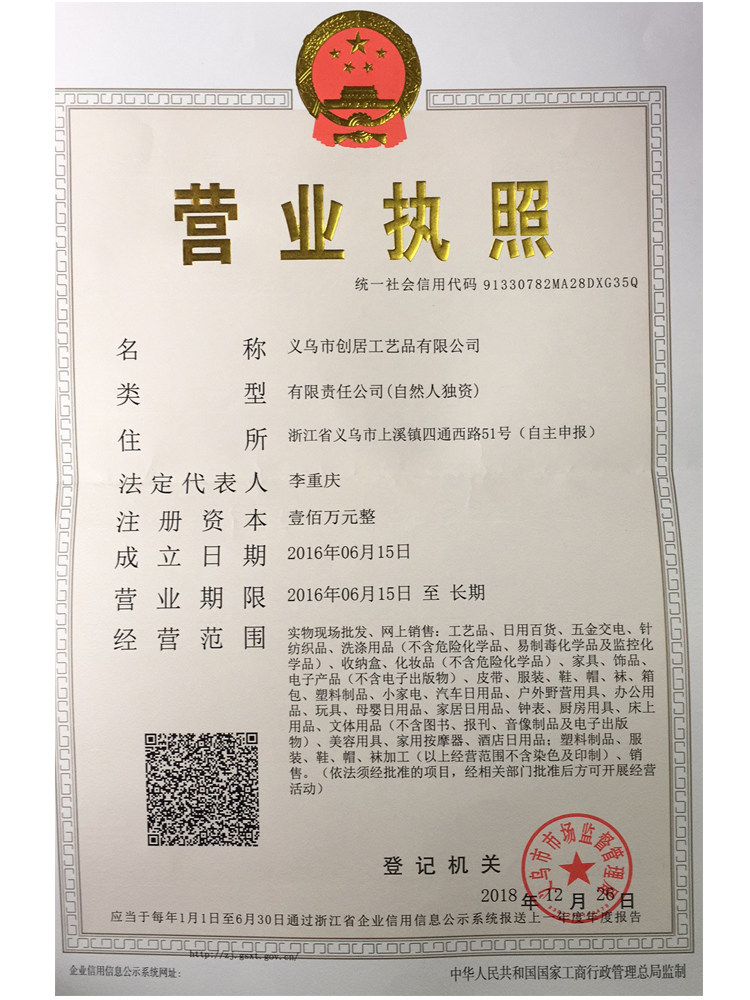 营业执照
统一社会信用代码 91330782MA28DXG35Q
名称 义乌市创居工艺品有限公司
类型 有限责任公司(自然人独资)
住所 浙江省义乌市上溪镇四通西路51号（自主申报）
法定代表人 李重庆
注册资本 壹佰万元整
成立日期 2016年06月15日
营业期限 2016年06月15日 至 长期
经营范围 实物现场批发、网上销售：工艺品、日用百货、五金交电、针
纺织品、洗涤用品（不含危险化学品、易制毒化学品及监控化
学品）、收纳盒、化妆品（不含危险化学品）、家具、饰品、
电子产品（不含电子出版物）、皮带、服装、鞋、帽、袜、箱
包、塑料制品、小家电、汽车日用品、户外野营用具、办公用
品、玩具、母婴日用品、家居日用品、钟表、厨房用具、床上
用品、文体用品（不含图书、报刊、音像制品及电子出版
物）、美容用具、家用按摩器、酒店日用品；塑料制品、服
装、鞋、帽、袜加工（以上经营范围不含染色及印制）、销
售。（依法须经批准的项目，经相关部门批准后方可开展经营
活动）
登记机关
义乌市市场监督管理局
2018年12月26日
应当于每年1月1日至6月30日通过浙江省企业信用信息公示系统报送上一年度年度报告
http://zj.gsxt.gov.cn/
企业信用信息公示系统网址：
中华人民共和国国家工商行政管理总局监制